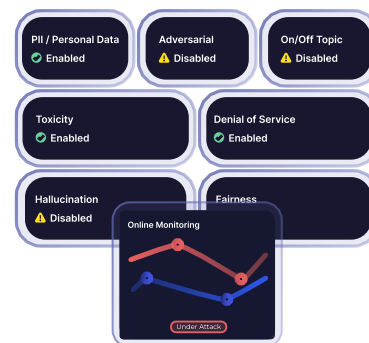 PII / Personal Data
Enabled
Adversarial
Disabled
On/Off Topic
Disabled
Toxicity
Enabled
Denial of Service
Enabled
Hallucination
Disabled
Fairness
Online Monitoring
Under Attack